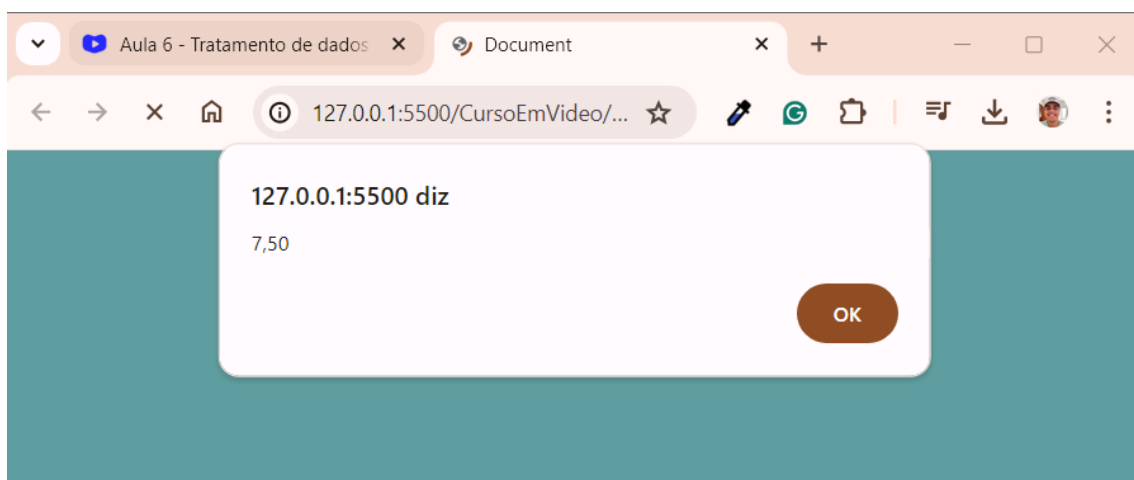 Aula 6 - Tratamento de dados
Document
127.0.0.1:5500/CursoEmVideo/...
127.0.0.1:5500 diz
7,50
OK